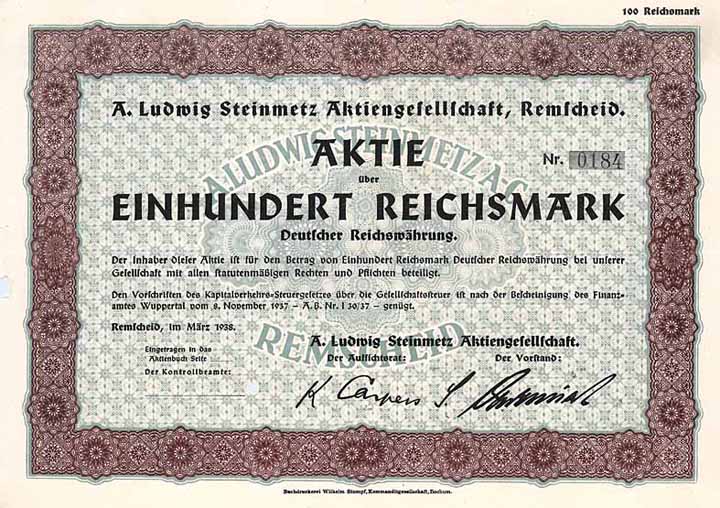 100 Reichsmark
A. Ludwig Steinmetz Aktiengesellschaft, Remscheid.
A.LUDWIG STEINMETZ A.G.
AKTIE
Nr. 0184
über
EINHUNDERT REICHSMARK
Deutscher Reichswährung.
Der Inhaber dieser Aktie ist für den Betrag von Einhundert Reichsmark Deutscher Reichswährung bei unserer
Gesellschaft mit allen statutenmäßigen Rechten und Pflichten beteiligt.
Den Vorschriften des Kapitalverkehrs-Steuergesetzes über die Gesellschaftsteuer ist nach der Bescheinigung des Finanz-
amtes Wuppertal vom 8. November 1937 – A. B. Nr. I 30/37 – genügt.
Remscheid, im März 1938.
REMSCHEID
A. Ludwig Steinmetz Aktiengesellschaft.
Eingetragen in das
Aktienbuch Seite
Der Aufsichtsrat:
Der Vorstand:
Der Kontrollbeamte:
K Carpers
Buchdruckerei Wilhelm Stumpf, Kommanditgesellschaft, Bochum.